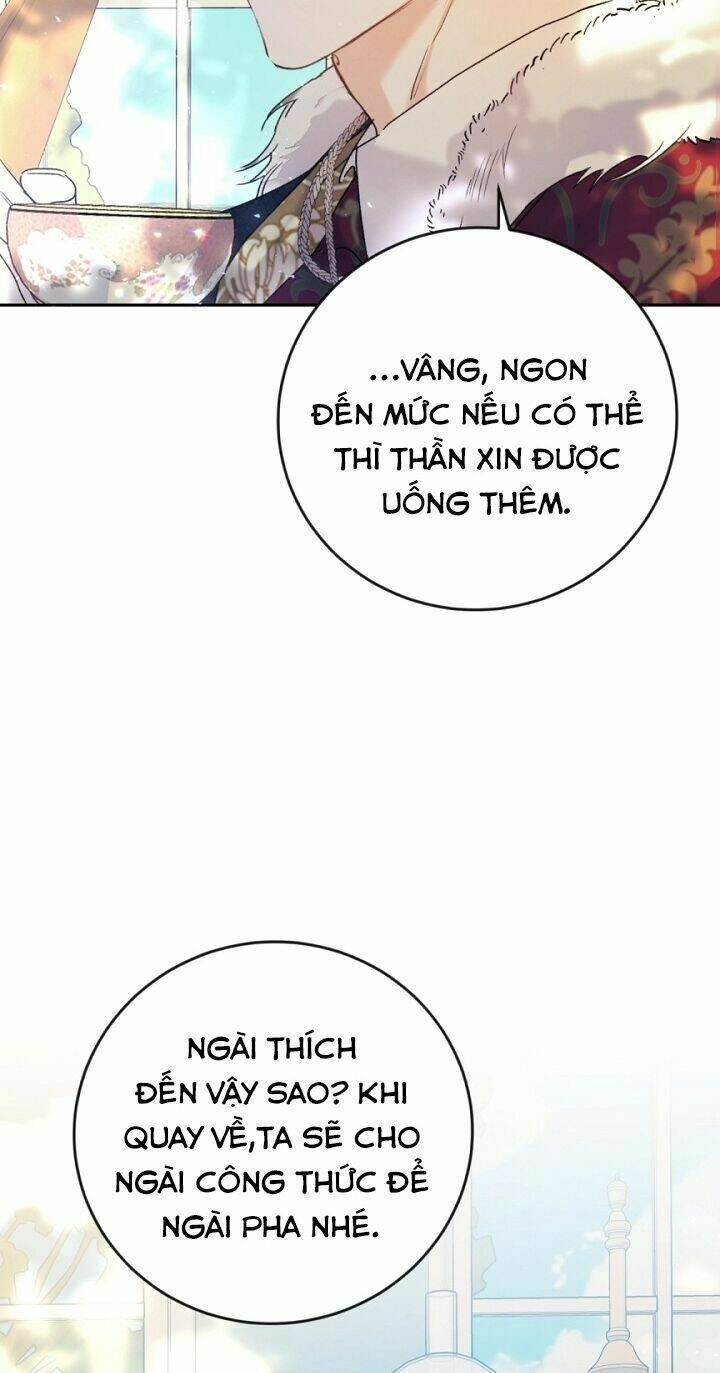 ...VÂNG, NGON
ĐẾN MỨC NẾU CÓ THỂ
THÌ THẦN XIN ĐƯỢC
UỐNG THÊM.
NGÀI THÍCH
ĐẾN VẬY SAO? KHI
QUAY VỀ,TA SẼ CHO
NGÀI CÔNG THỨC ĐỂ
NGÀI PHA NHÉ.